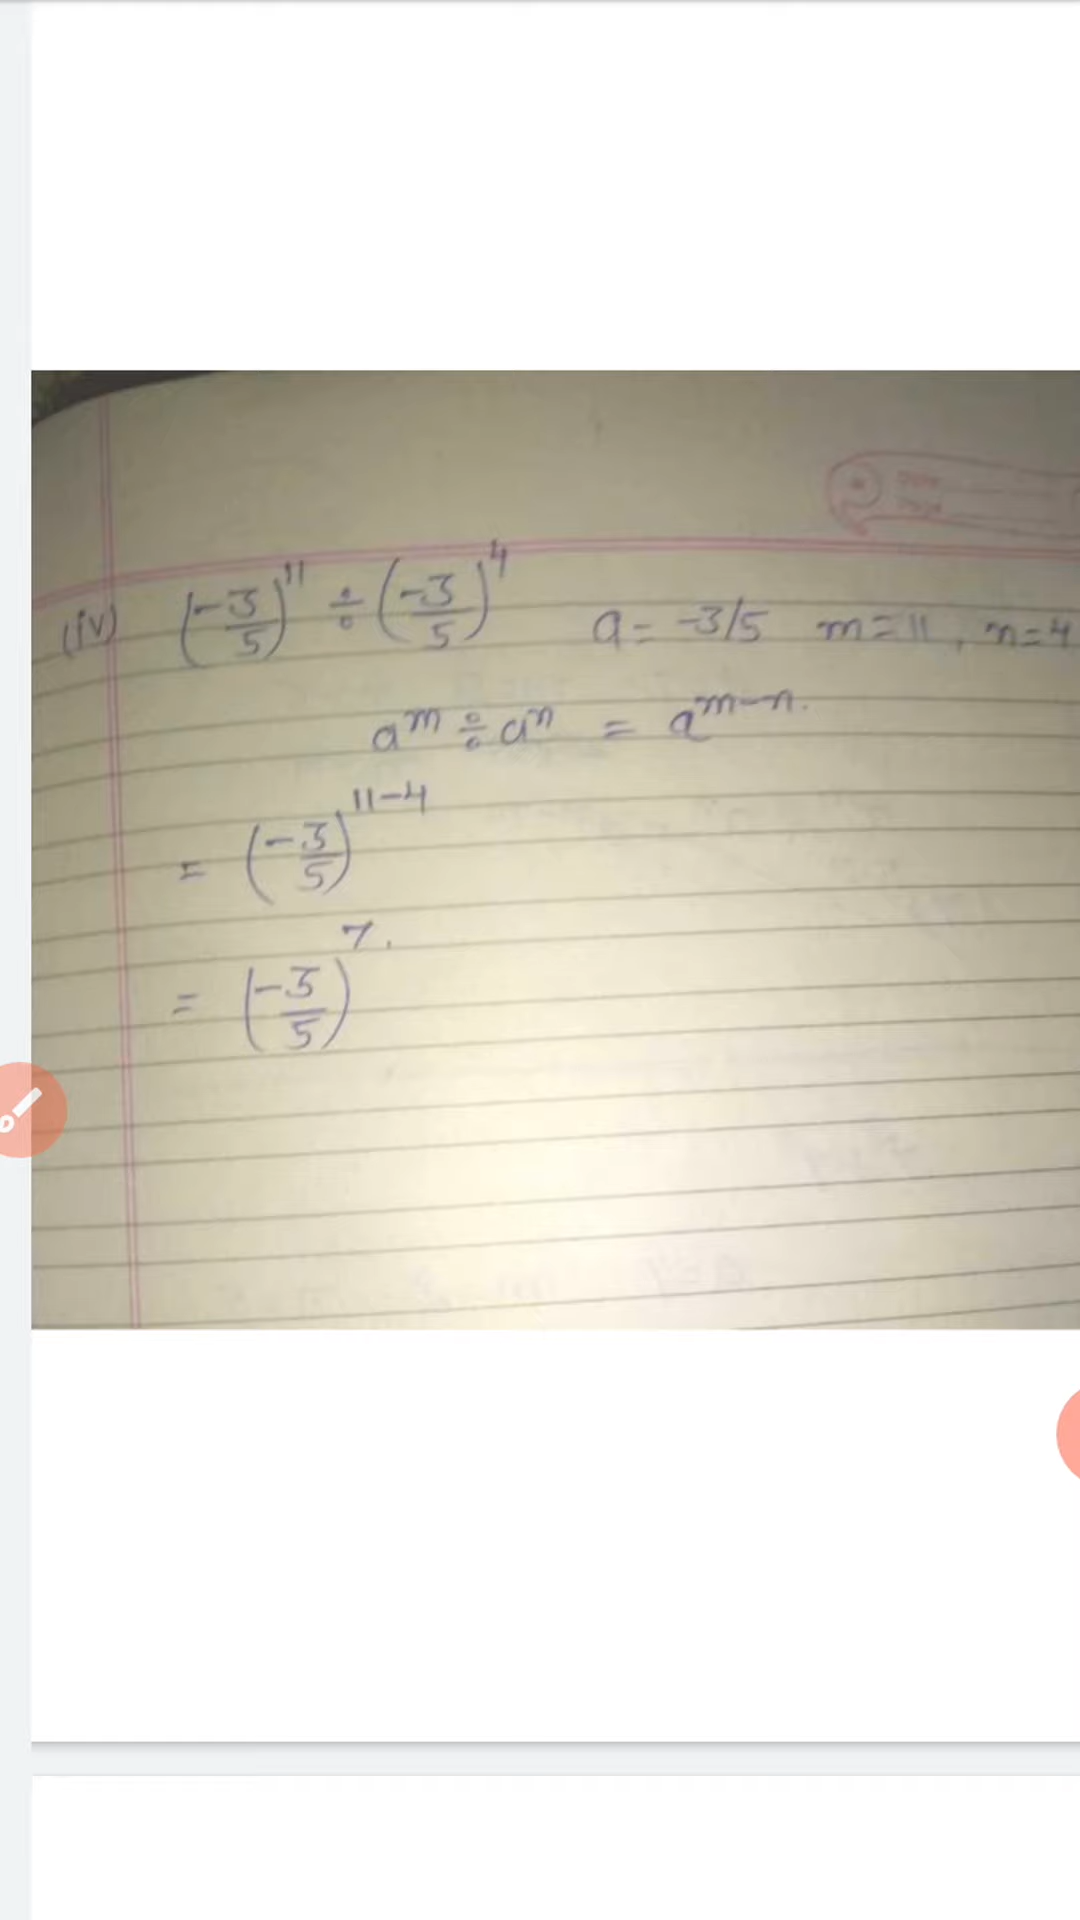 (iv) (-3/5)^11 ÷ (-3/5)^4 a = -3/5 m = 11, n = 4
a^m ÷ a^n = a^(m-n).
= (-3/5)^(11-4)
= (-3/5)^7.